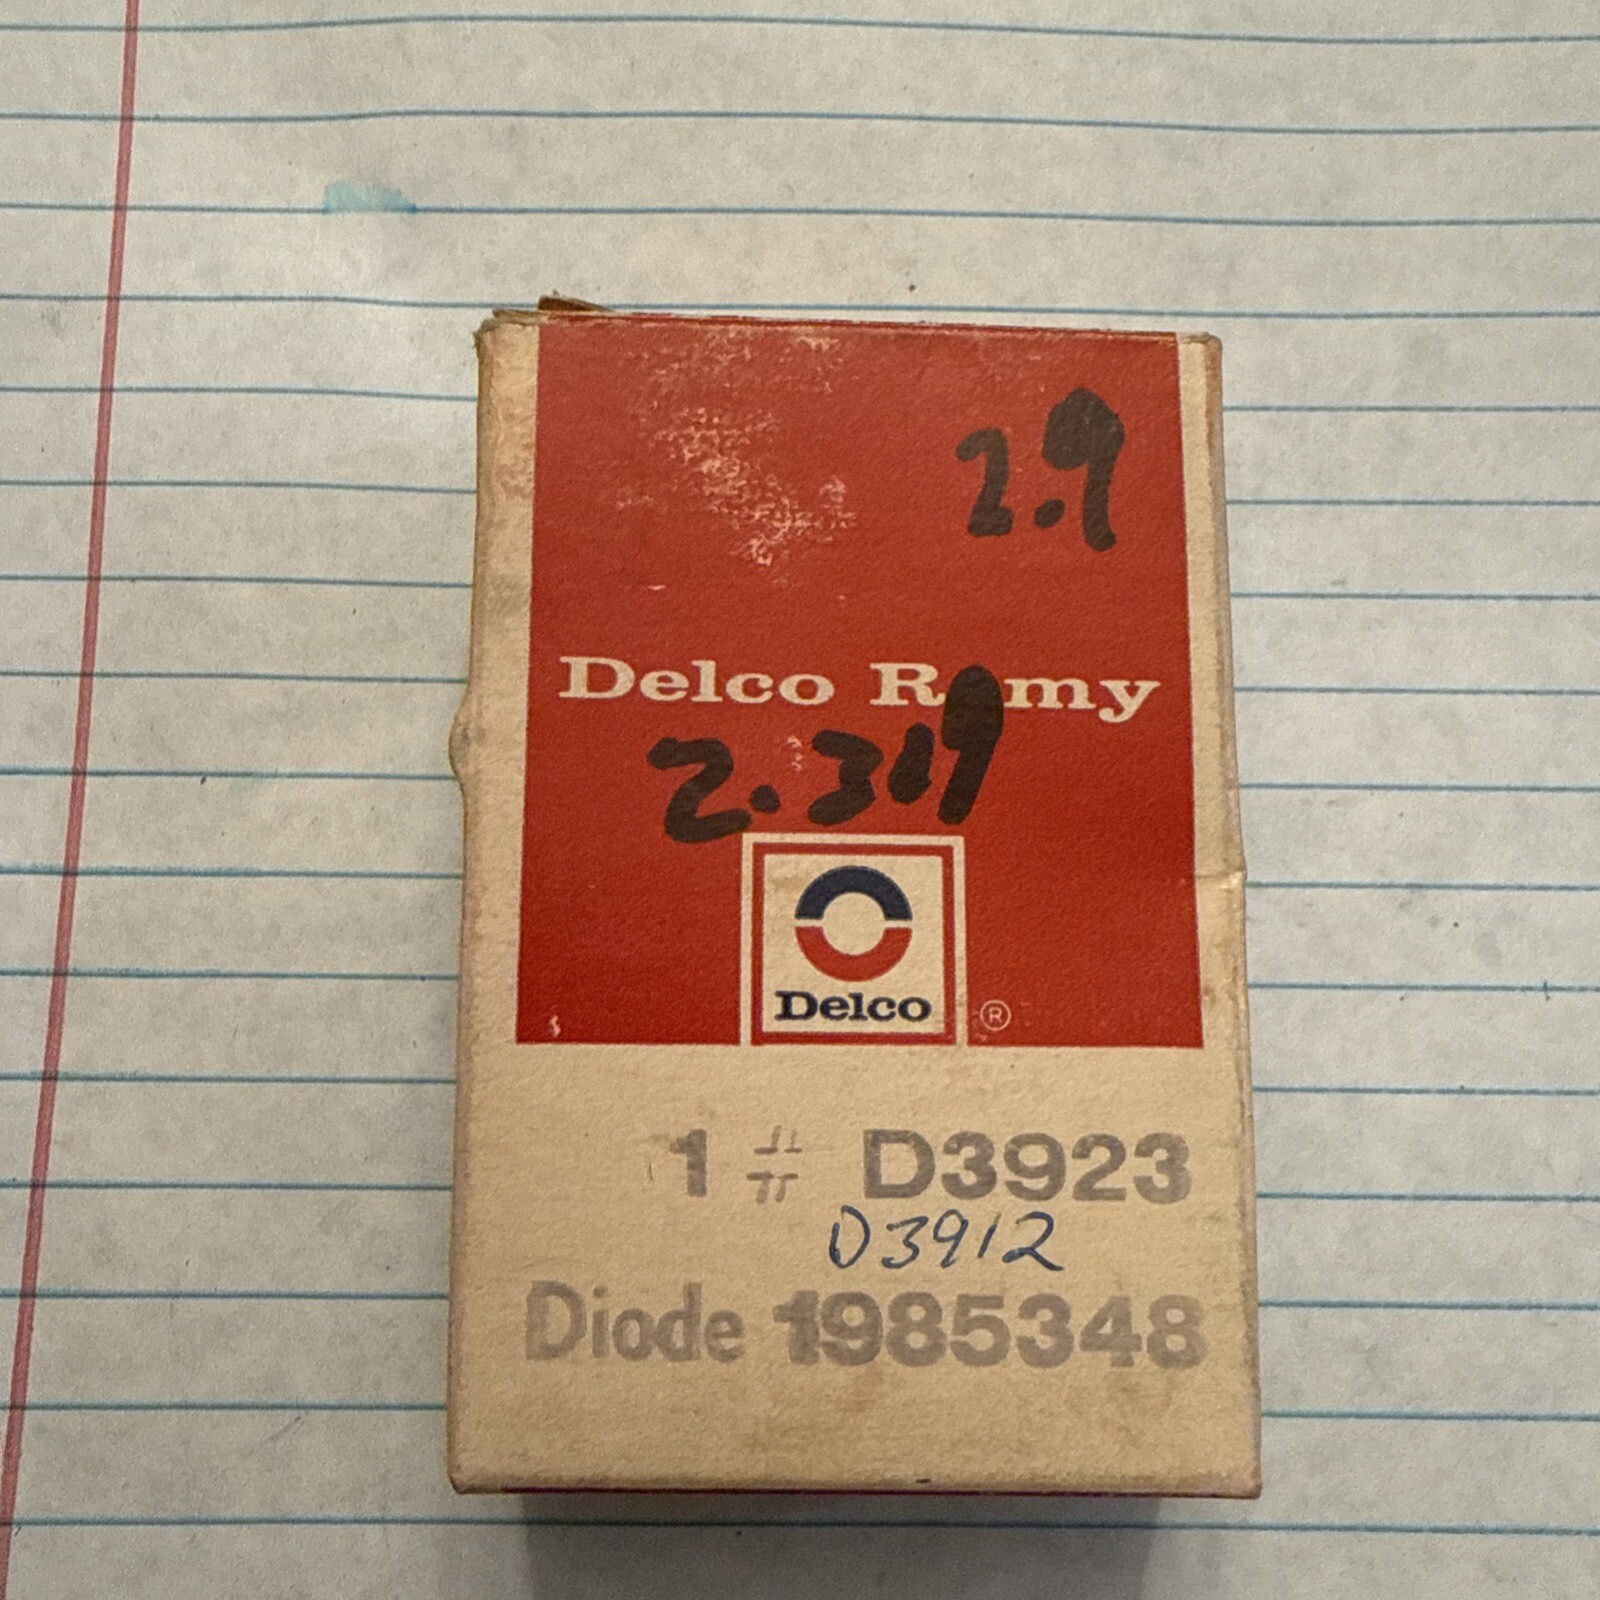 2.9
Delco Remy
2.319
Delco ®
1 # D3923
D3912
Diode 1985348